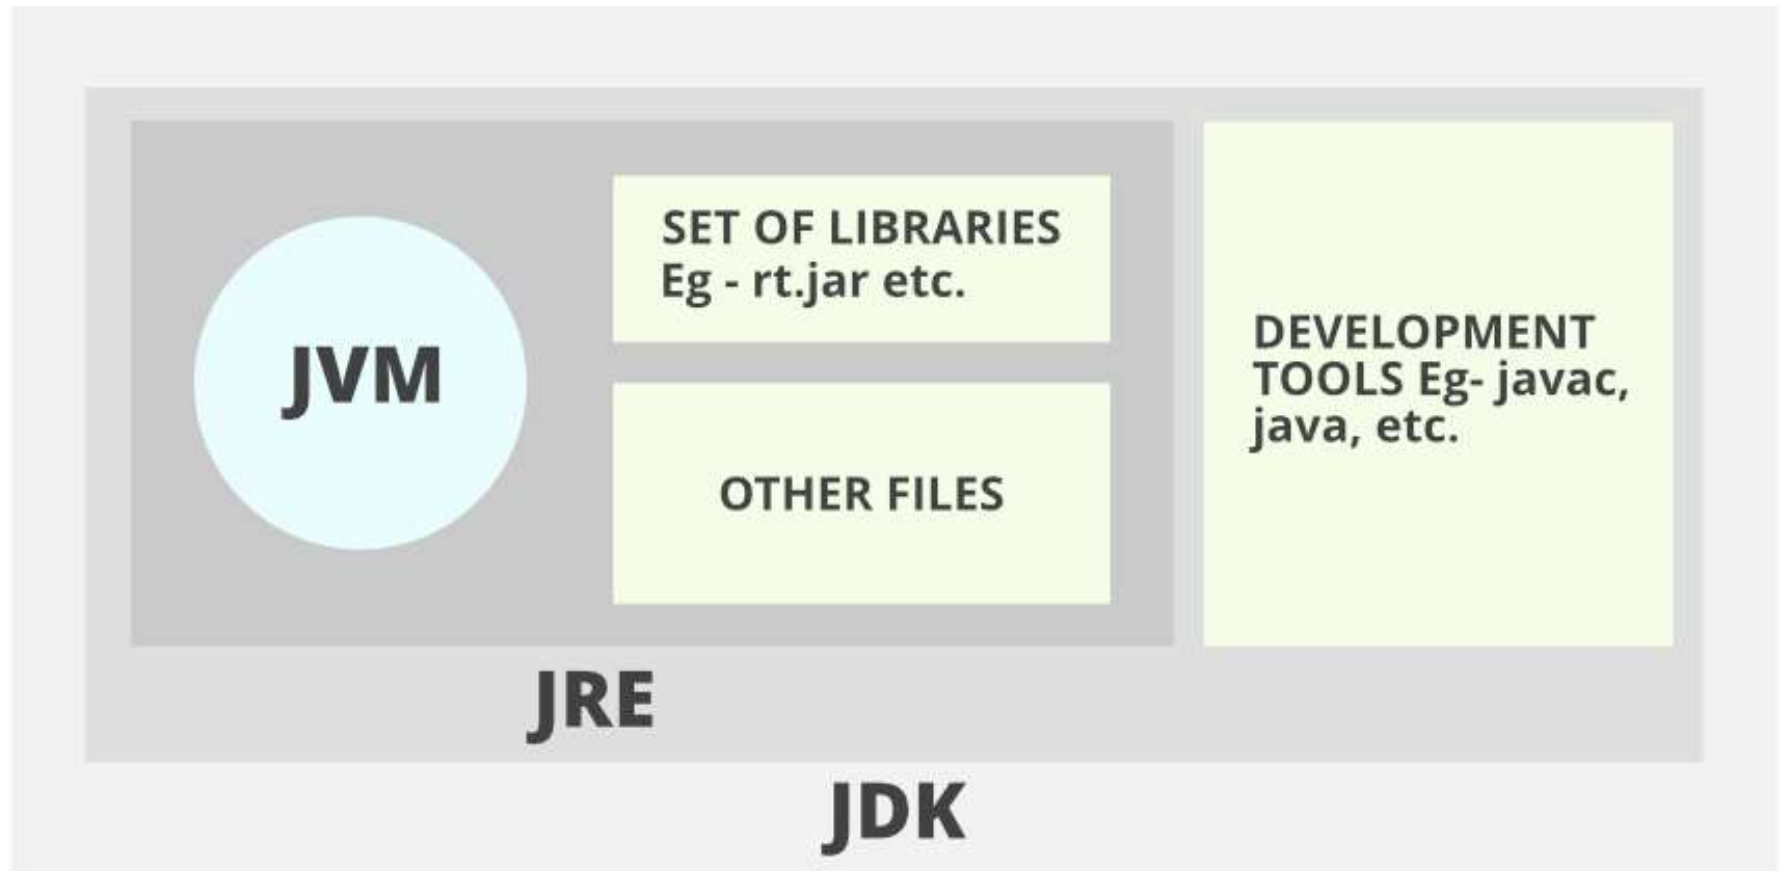 JVM
SET OF LIBRARIES
Eg - rt.jar etc.
OTHER FILES
DEVELOPMENT
TOOLS Eg- javac,
java, etc.
JRE
JDK